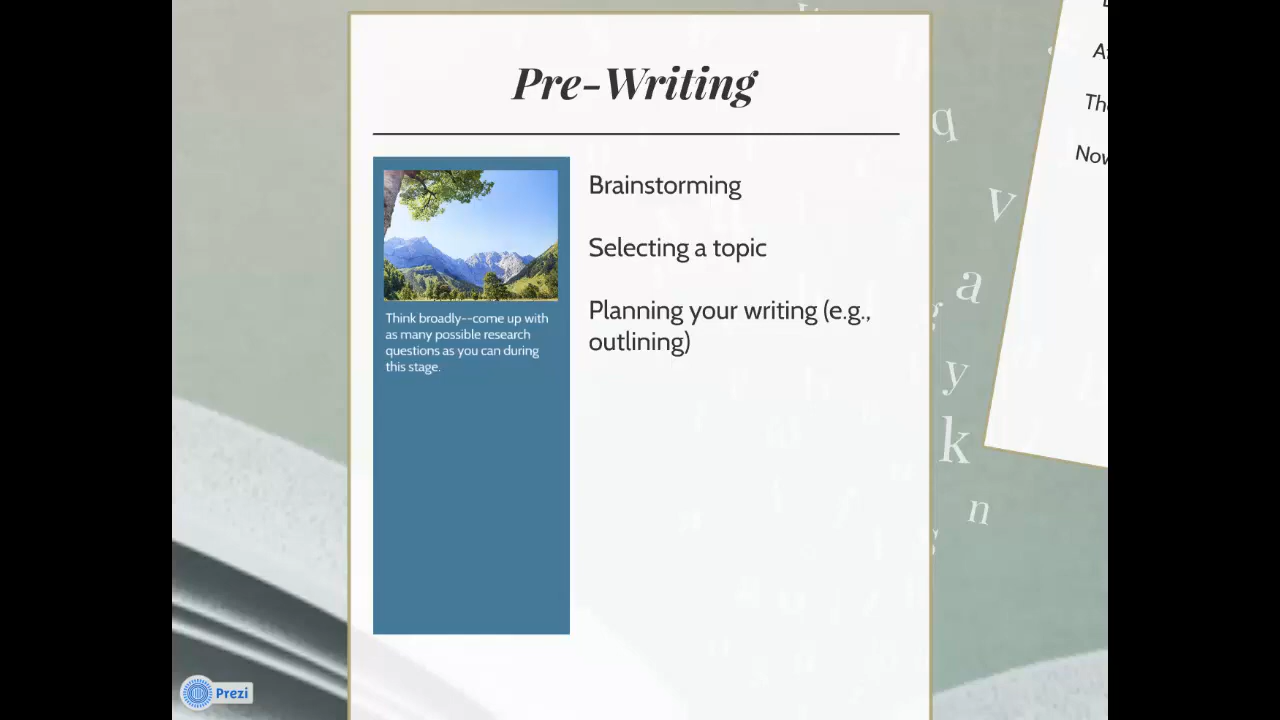 Pre-Writing
Brainstorming
Selecting a topic
Planning your writing (e.g.,
outlining)
Think broadly--come up with
as many possible research
questions as you can during
this stage.
q
v
a
g
y
k
n
Now
Prezi